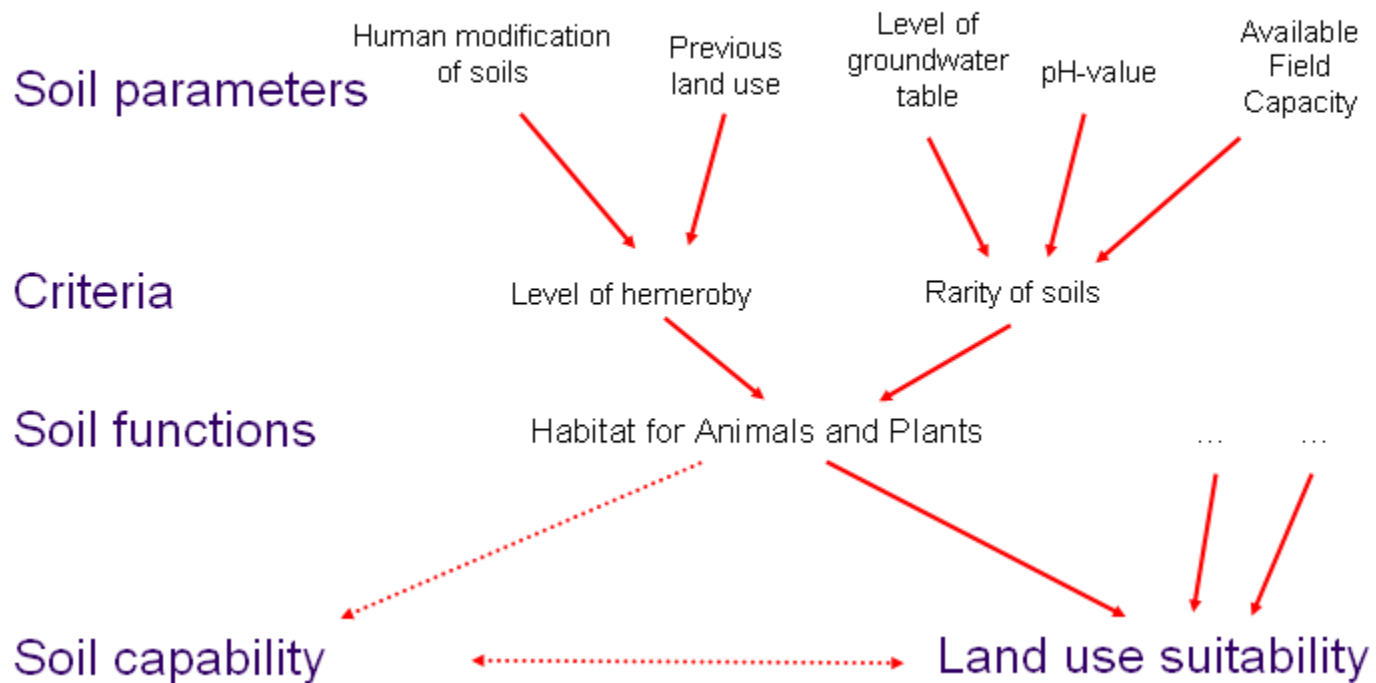 Soil parameters
Human modification
of soils
Previous
land use
Level of
groundwater
table
pH-value
Available
Field
Capacity
Criteria
Level of hemeroby
Rarity of soils
Soil functions
Habitat for Animals and Plants
...
...
Soil capability
Land use suitability